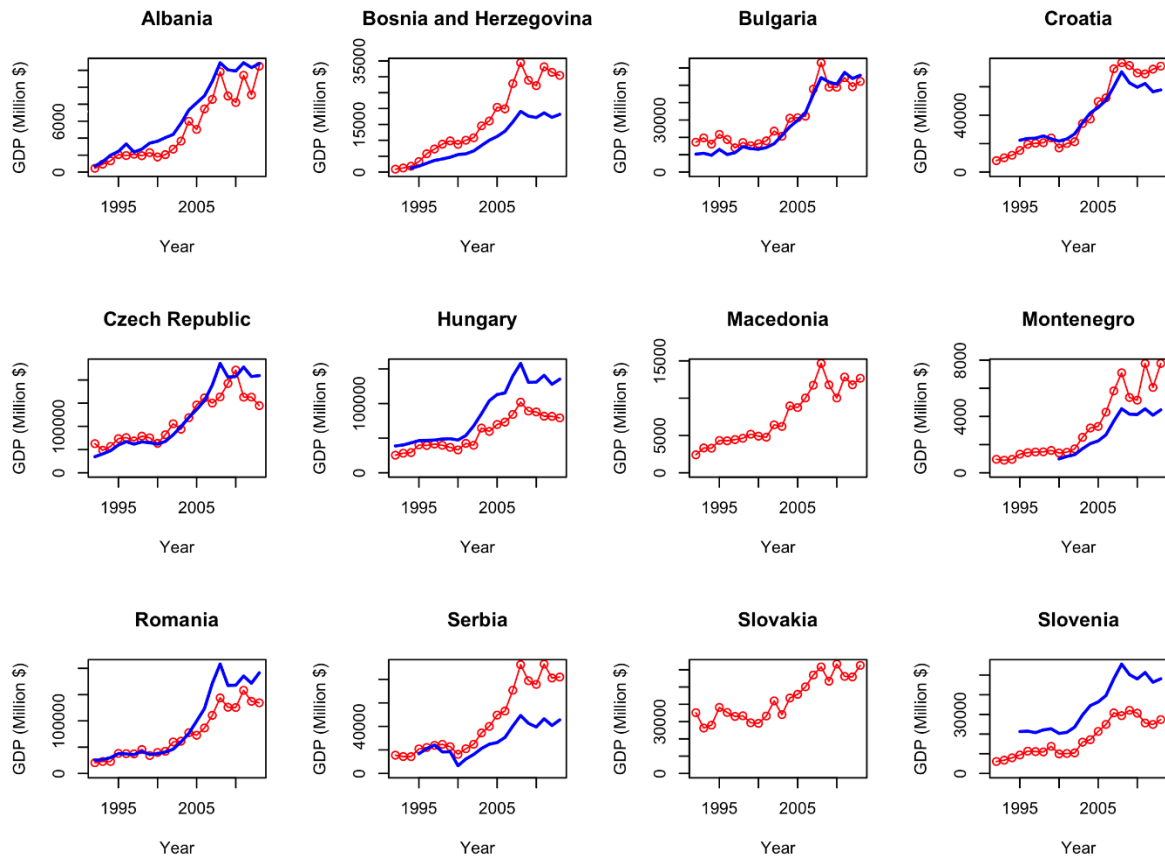 Albania
GDP (Million $)
0
6000
1995
2005
Year
Bosnia and Herzegovina
GDP (Million $)
0
15000
35000
1995
2005
Year
Bulgaria
GDP (Million $)
0
30000
1995
2005
Year
Croatia
GDP (Million $)
0
40000
1995
2005
Year
Czech Republic
GDP (Million $)
0
100000
1995
2005
Year
Hungary
GDP (Million $)
0
100000
1995
2005
Year
Macedonia
GDP (Million $)
0
5000
15000
1995
2005
Year
Montenegro
GDP (Million $)
0
4000
8000
1995
2005
Year
Romania
GDP (Million $)
0
100000
1995
2005
Year
Serbia
GDP (Million $)
0
40000
1995
2005
Year
Slovakia
GDP (Million $)
0
30000
1995
2005
Year
Slovenia
GDP (Million $)
0
30000
1995
2005
Year